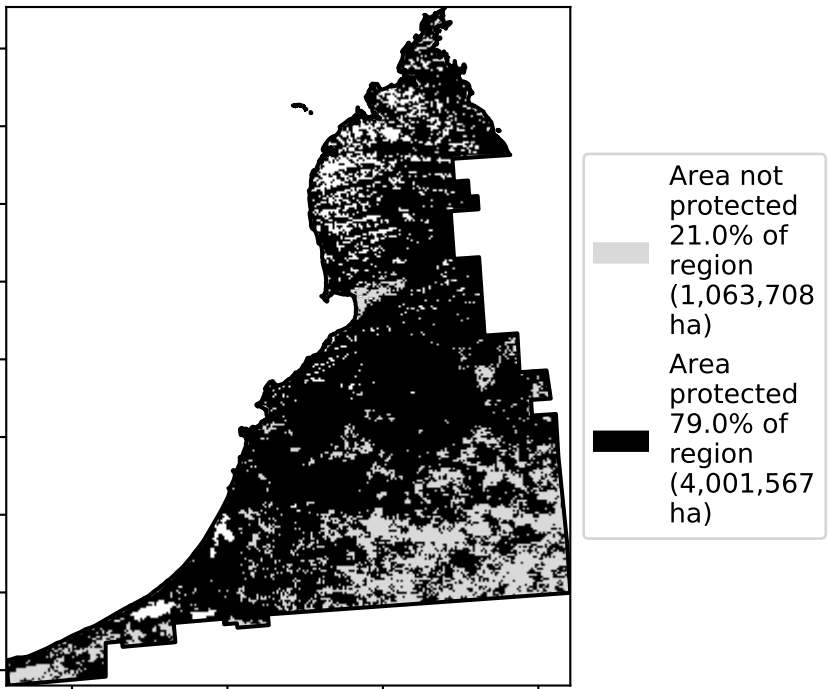 Area not
protected
21.0% of
region
(1,063,708
ha)
Area
protected
79.0% of
region
(4,001,567
ha)